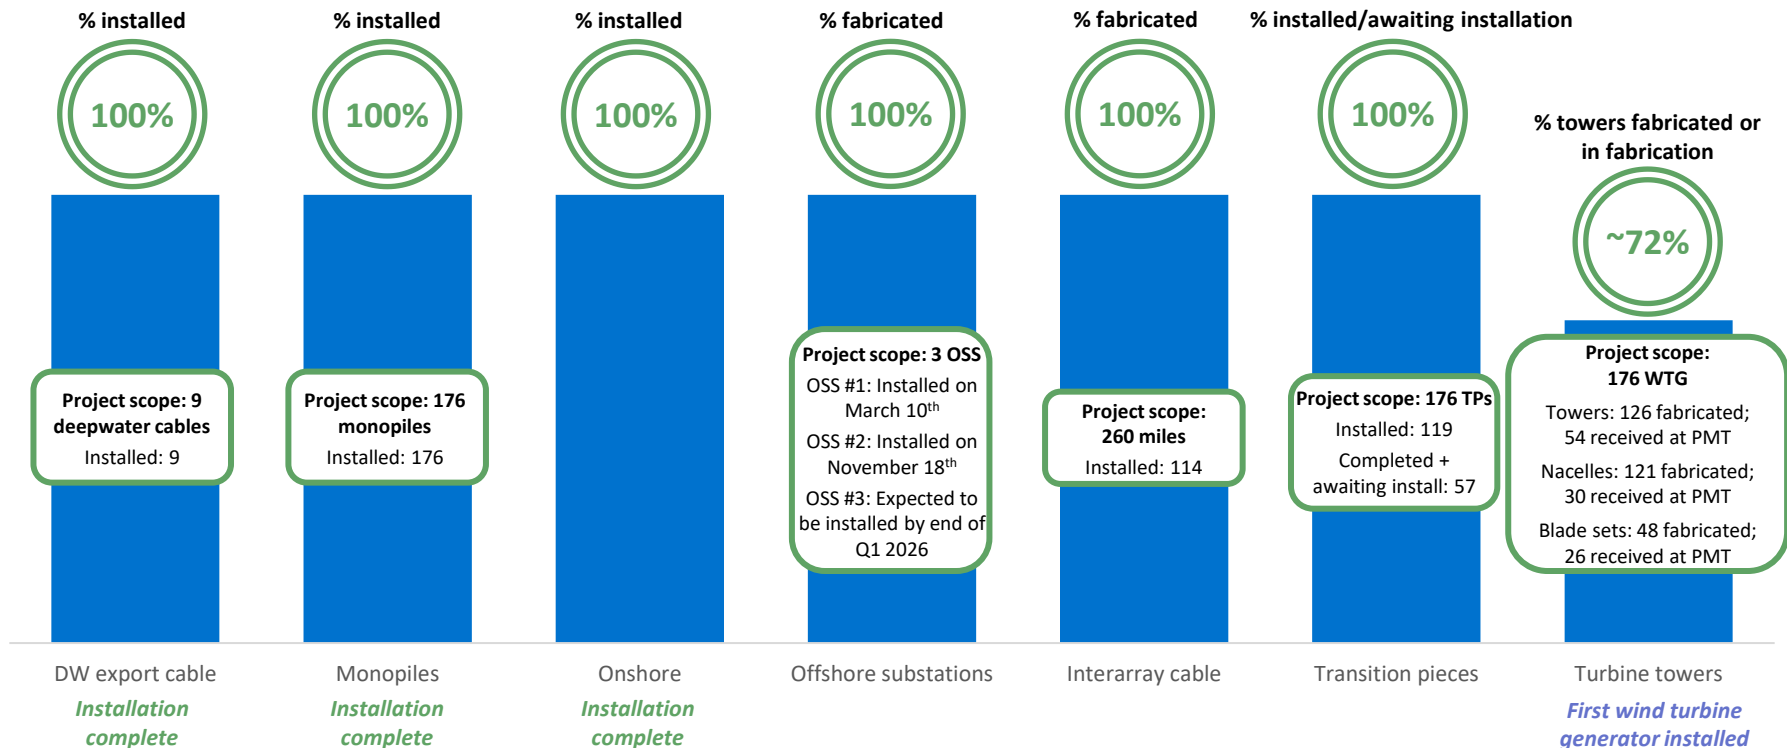 % installed
% installed
% installed
% fabricated
% fabricated
% installed/awaiting installation
100%
100%
100%
100%
100%
100%
% towers fabricated or
in fabrication
~72%
Project scope: 9
deepwater cables
Installed: 9
Project scope: 176
monopiles
Installed: 176
Project scope: 3 OSS
OSS #1: Installed on
March 10th
OSS #2: Installed on
November 18th
OSS #3: Expected to
be installed by end of
Q1 2026
Project scope:
260 miles
Installed: 114
Project scope: 176 TPs
Installed: 119
Completed +
awaiting install: 57
Project scope:
176 WTG
Towers: 126 fabricated;
54 received at PMT
Nacelles: 121 fabricated;
30 received at PMT
Blade sets: 48 fabricated;
26 received at PMT
DW export cable
Installation
complete
Monopiles
Installation
complete
Onshore
Installation
complete
Offshore substations
Interarray cable
Transition pieces
Turbine towers
First wind turbine
generator installed